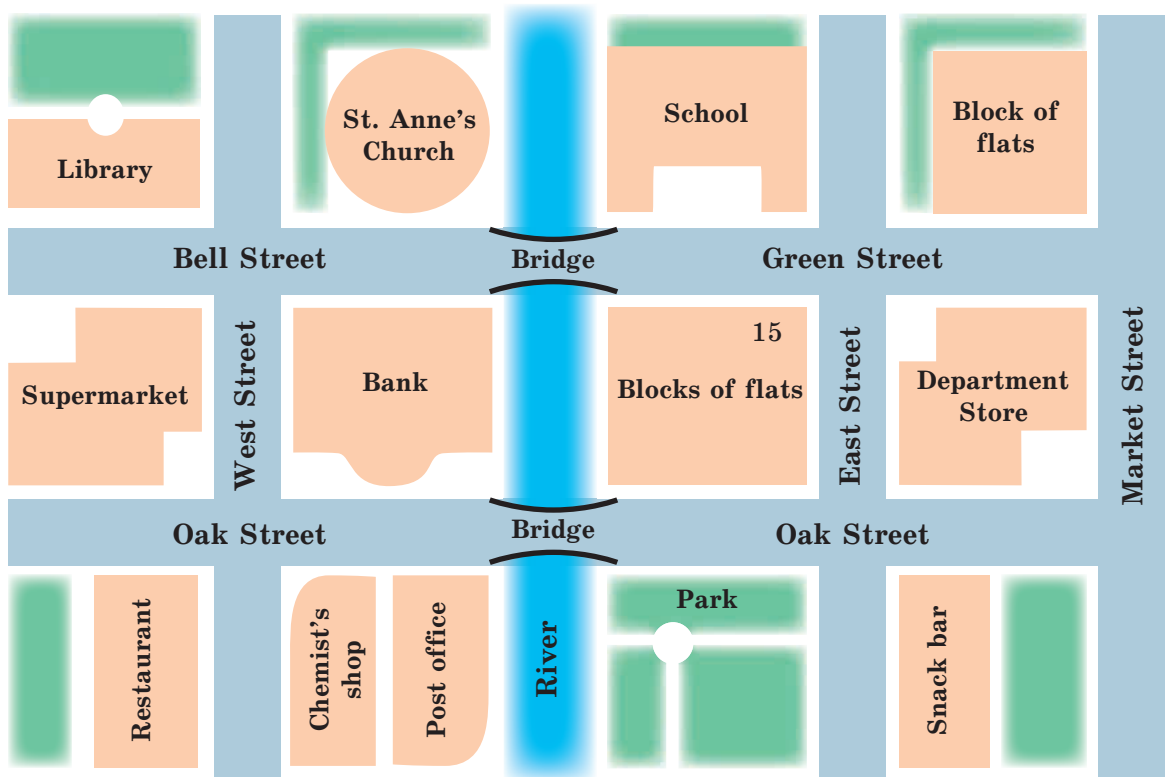 St. Anne's
Church
School
Block of
flats
Library
Bell Street
Bridge
Green Street
15
Supermarket
West Street
Bank
Blocks of flats
East Street
Department
Store
Market Street
Oak Street
Bridge
Oak Street
Restaurant
Chemist's
shop
Post office
River
Park
Snack bar